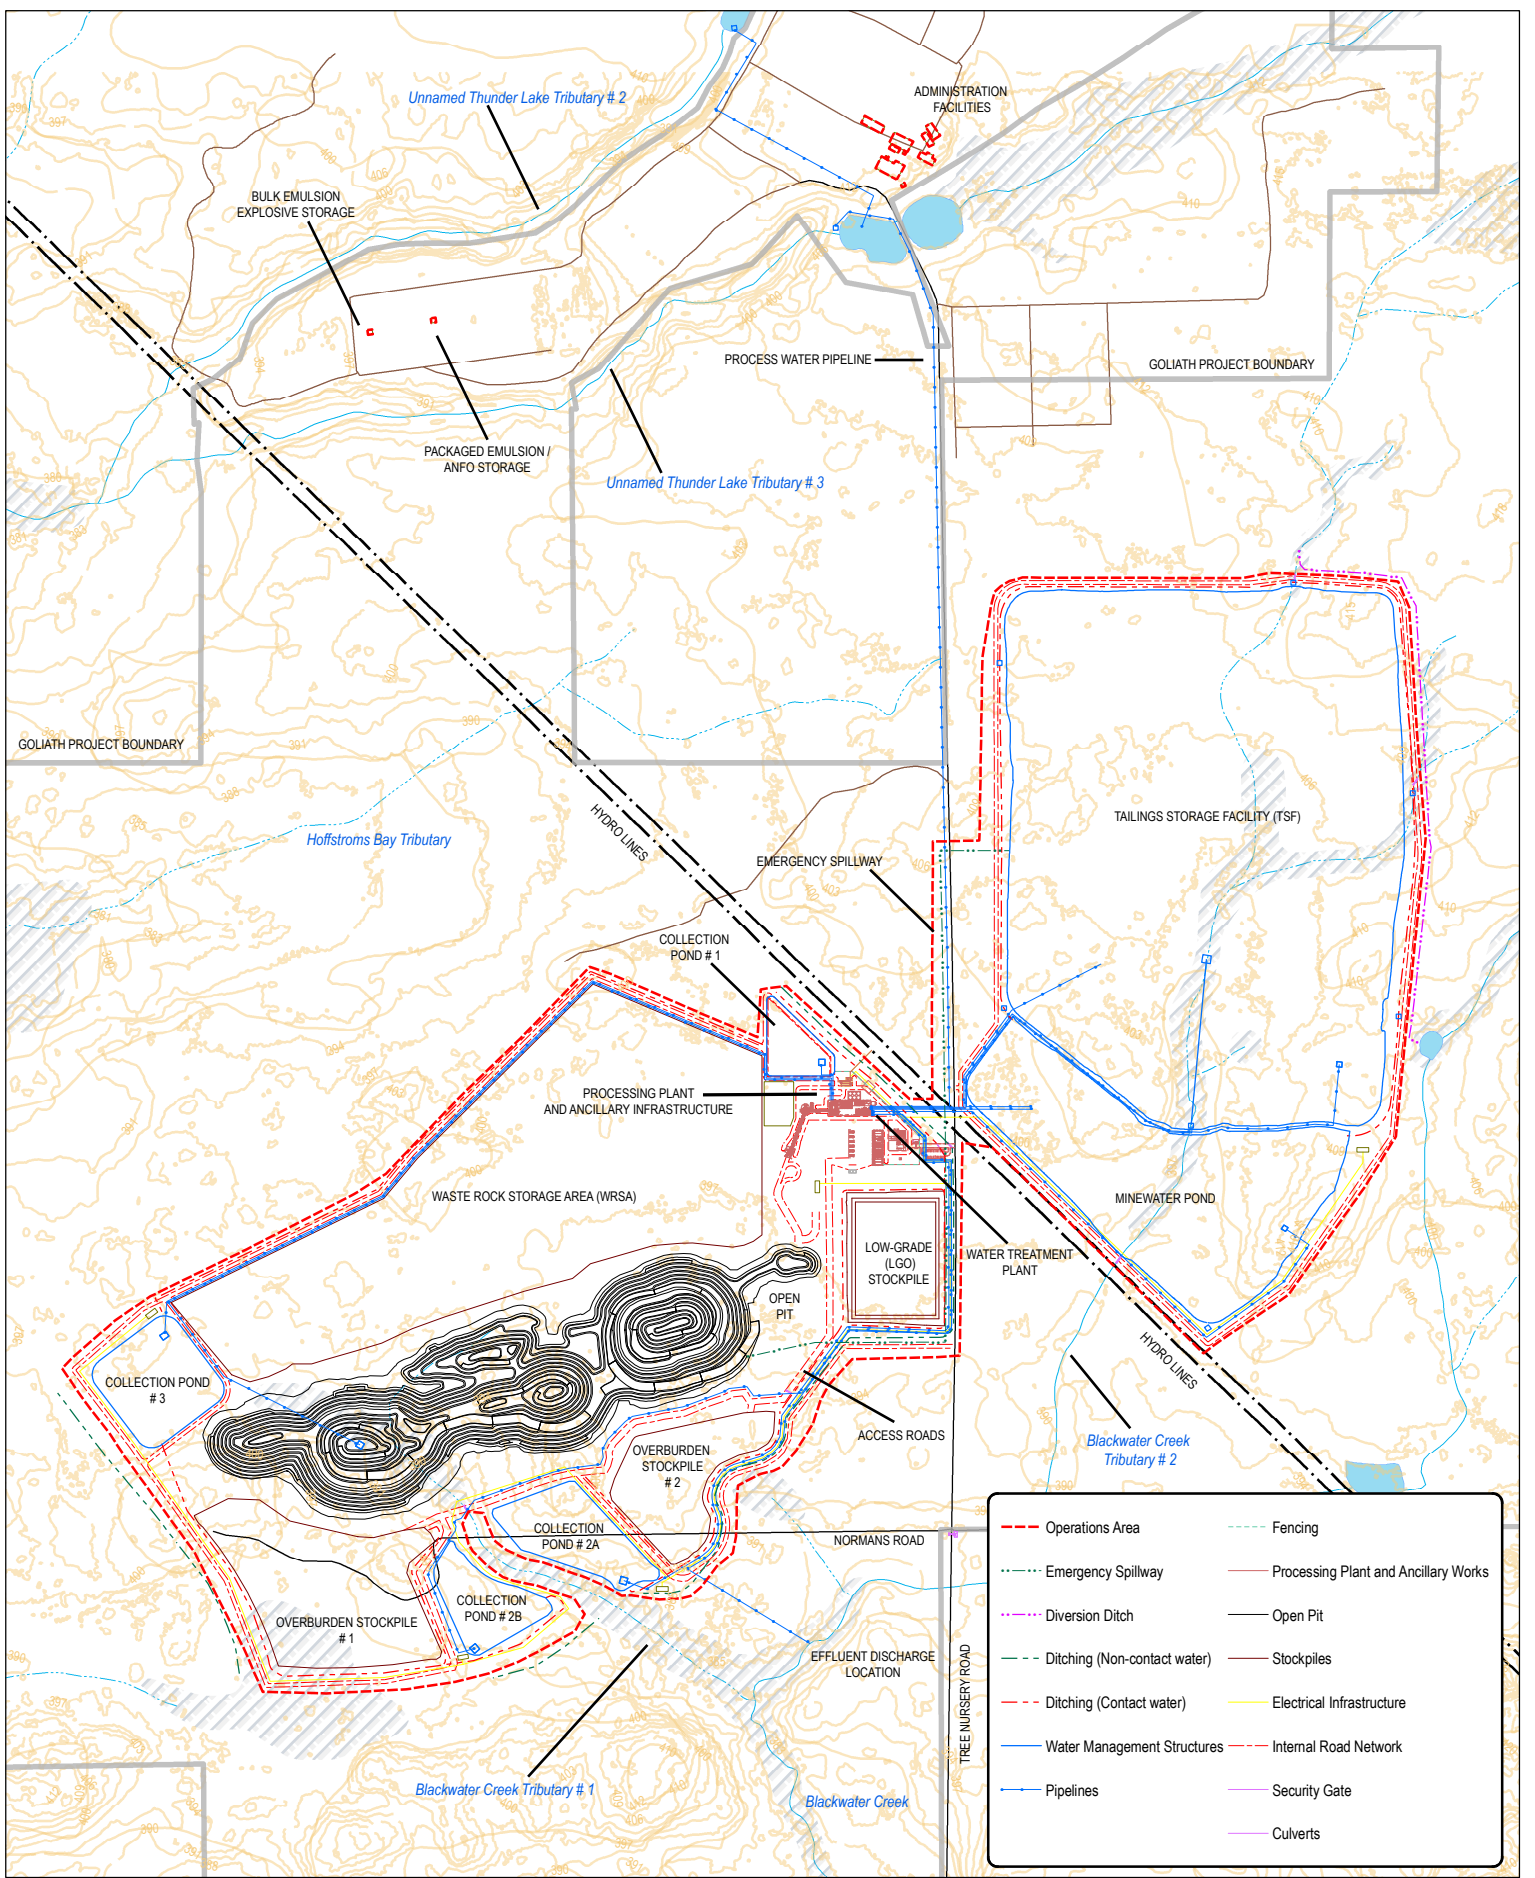 ADMINISTRATION
FACILITIES
Unnamed Thunder Lake Tributary # 2
BULK EMULSION
EXPLOSIVE STORAGE
PROCESS WATER PIPELINE
GOLIATH PROJECT BOUNDARY
PACKAGED EMULSION /
ANFO STORAGE
Unnamed Thunder Lake Tributary # 3
GOLIATH PROJECT BOUNDARY
HYDRO LINES
Hoffstroms Bay Tributary
TAILINGS STORAGE FACILITY (TSF)
EMERGENCY SPILLWAY
COLLECTION
POND # 1
PROCESSING PLANT
AND ANCILLARY INFRASTRUCTURE
WASTE ROCK STORAGE AREA (WRSA)
MINEWATER POND
LOW-GRADE
(LGO)
STOCKPILE
WATER TREATMENT
PLANT
OPEN
PIT
HYDRO LINES
COLLECTION POND
# 3
ACCESS ROADS
OVERBURDEN
STOCKPILE
# 2
Blackwater Creek
Tributary # 2
COLLECTION
POND # 2A
NORMANS ROAD
COLLECTION
POND # 2B
OVERBURDEN STOCKPILE
# 1
EFFLUENT DISCHARGE
LOCATION
TREE NURSERY ROAD
Blackwater Creek Tributary # 1
Blackwater Creek
Operations Area
Emergency Spillway
Diversion Ditch
Ditching (Non-contact water)
Ditching (Contact water)
Water Management Structures
Pipelines
Fencing
Processing Plant and Ancillary Works
Open Pit
Stockpiles
Electrical Infrastructure
Internal Road Network
Security Gate
Culverts